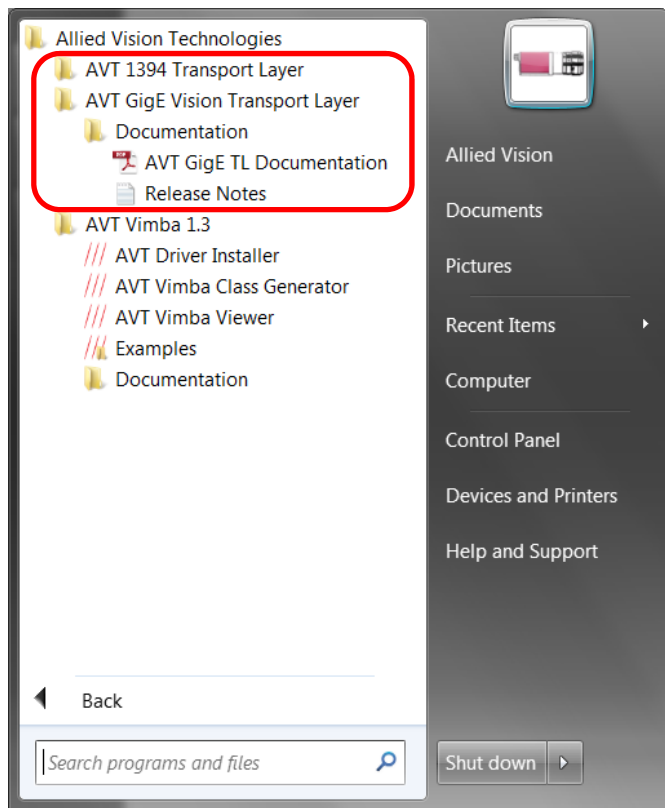 Allied Vision Technologies
AVT 1394 Transport Layer
AVT GigE Vision Transport Layer
Documentation
AVT GigE TL Documentation
Release Notes
AVT Vimba 1.3
AVT Driver Installer
AVT Vimba Class Generator
AVT Vimba Viewer
Examples
Documentation
Back
Search programs and files
Allied Vision
Documents
Pictures
Recent Items
Computer
Control Panel
Devices and Printers
Help and Support
Shut down